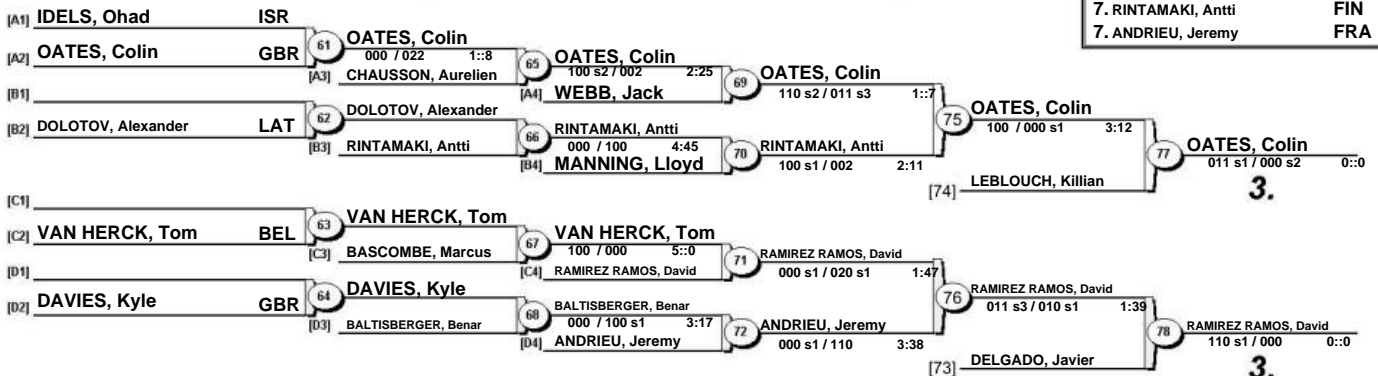 7. RINTAMAKI, Antti FIN
7. ANDRIEU, Jeremy FRA
[A1] IDELS, Ohad ISR
61
[A2] OATES, Colin GBR
OATES, Colin
000 / 022 1::8
[A3] CHAUSSON, Aurelien
65
OATES, Colin
100 s2 / 002 2:25
[A4] WEBB, Jack
69
OATES, Colin
110 s2 / 011 s3 1::7
[B1]
62
[B2] DOLOTOV, Alexander LAT
DOLOTOV, Alexander
[B3] RINTAMAKI, Antti
66
RINTAMAKI, Antti
000 / 100 4:45
[B4] MANNING, Lloyd
70
RINTAMAKI, Antti
100 s1 / 002 2:11
75
OATES, Colin
100 / 000 s1 3:12
[74] LEBLOUCH, Killian
77
OATES, Colin
011 s1 / 000 s2 0::0
3.
[C1]
63
[C2] VAN HERCK, Tom BEL
VAN HERCK, Tom
[C3] BASCOMBE, Marcus
67
VAN HERCK, Tom
100 / 000 5::0
[C4] RAMIREZ RAMOS, David
71
RAMIREZ RAMOS, David
000 s1 / 020 s1 1:47
[D1]
64
[D2] DAVIES, Kyle GBR
DAVIES, Kyle
[D3] BALTISBERGER, Benar
68
BALTISBERGER, Benar
000 / 100 s1 3:17
[D4] ANDRIEU, Jeremy
72
ANDRIEU, Jeremy
000 s1 / 110 3:38
76
RAMIREZ RAMOS, David
011 s3 / 010 s1 1:39
[73] DELGADO, Javier
78
RAMIREZ RAMOS, David
110 s1 / 000 0::0
3.